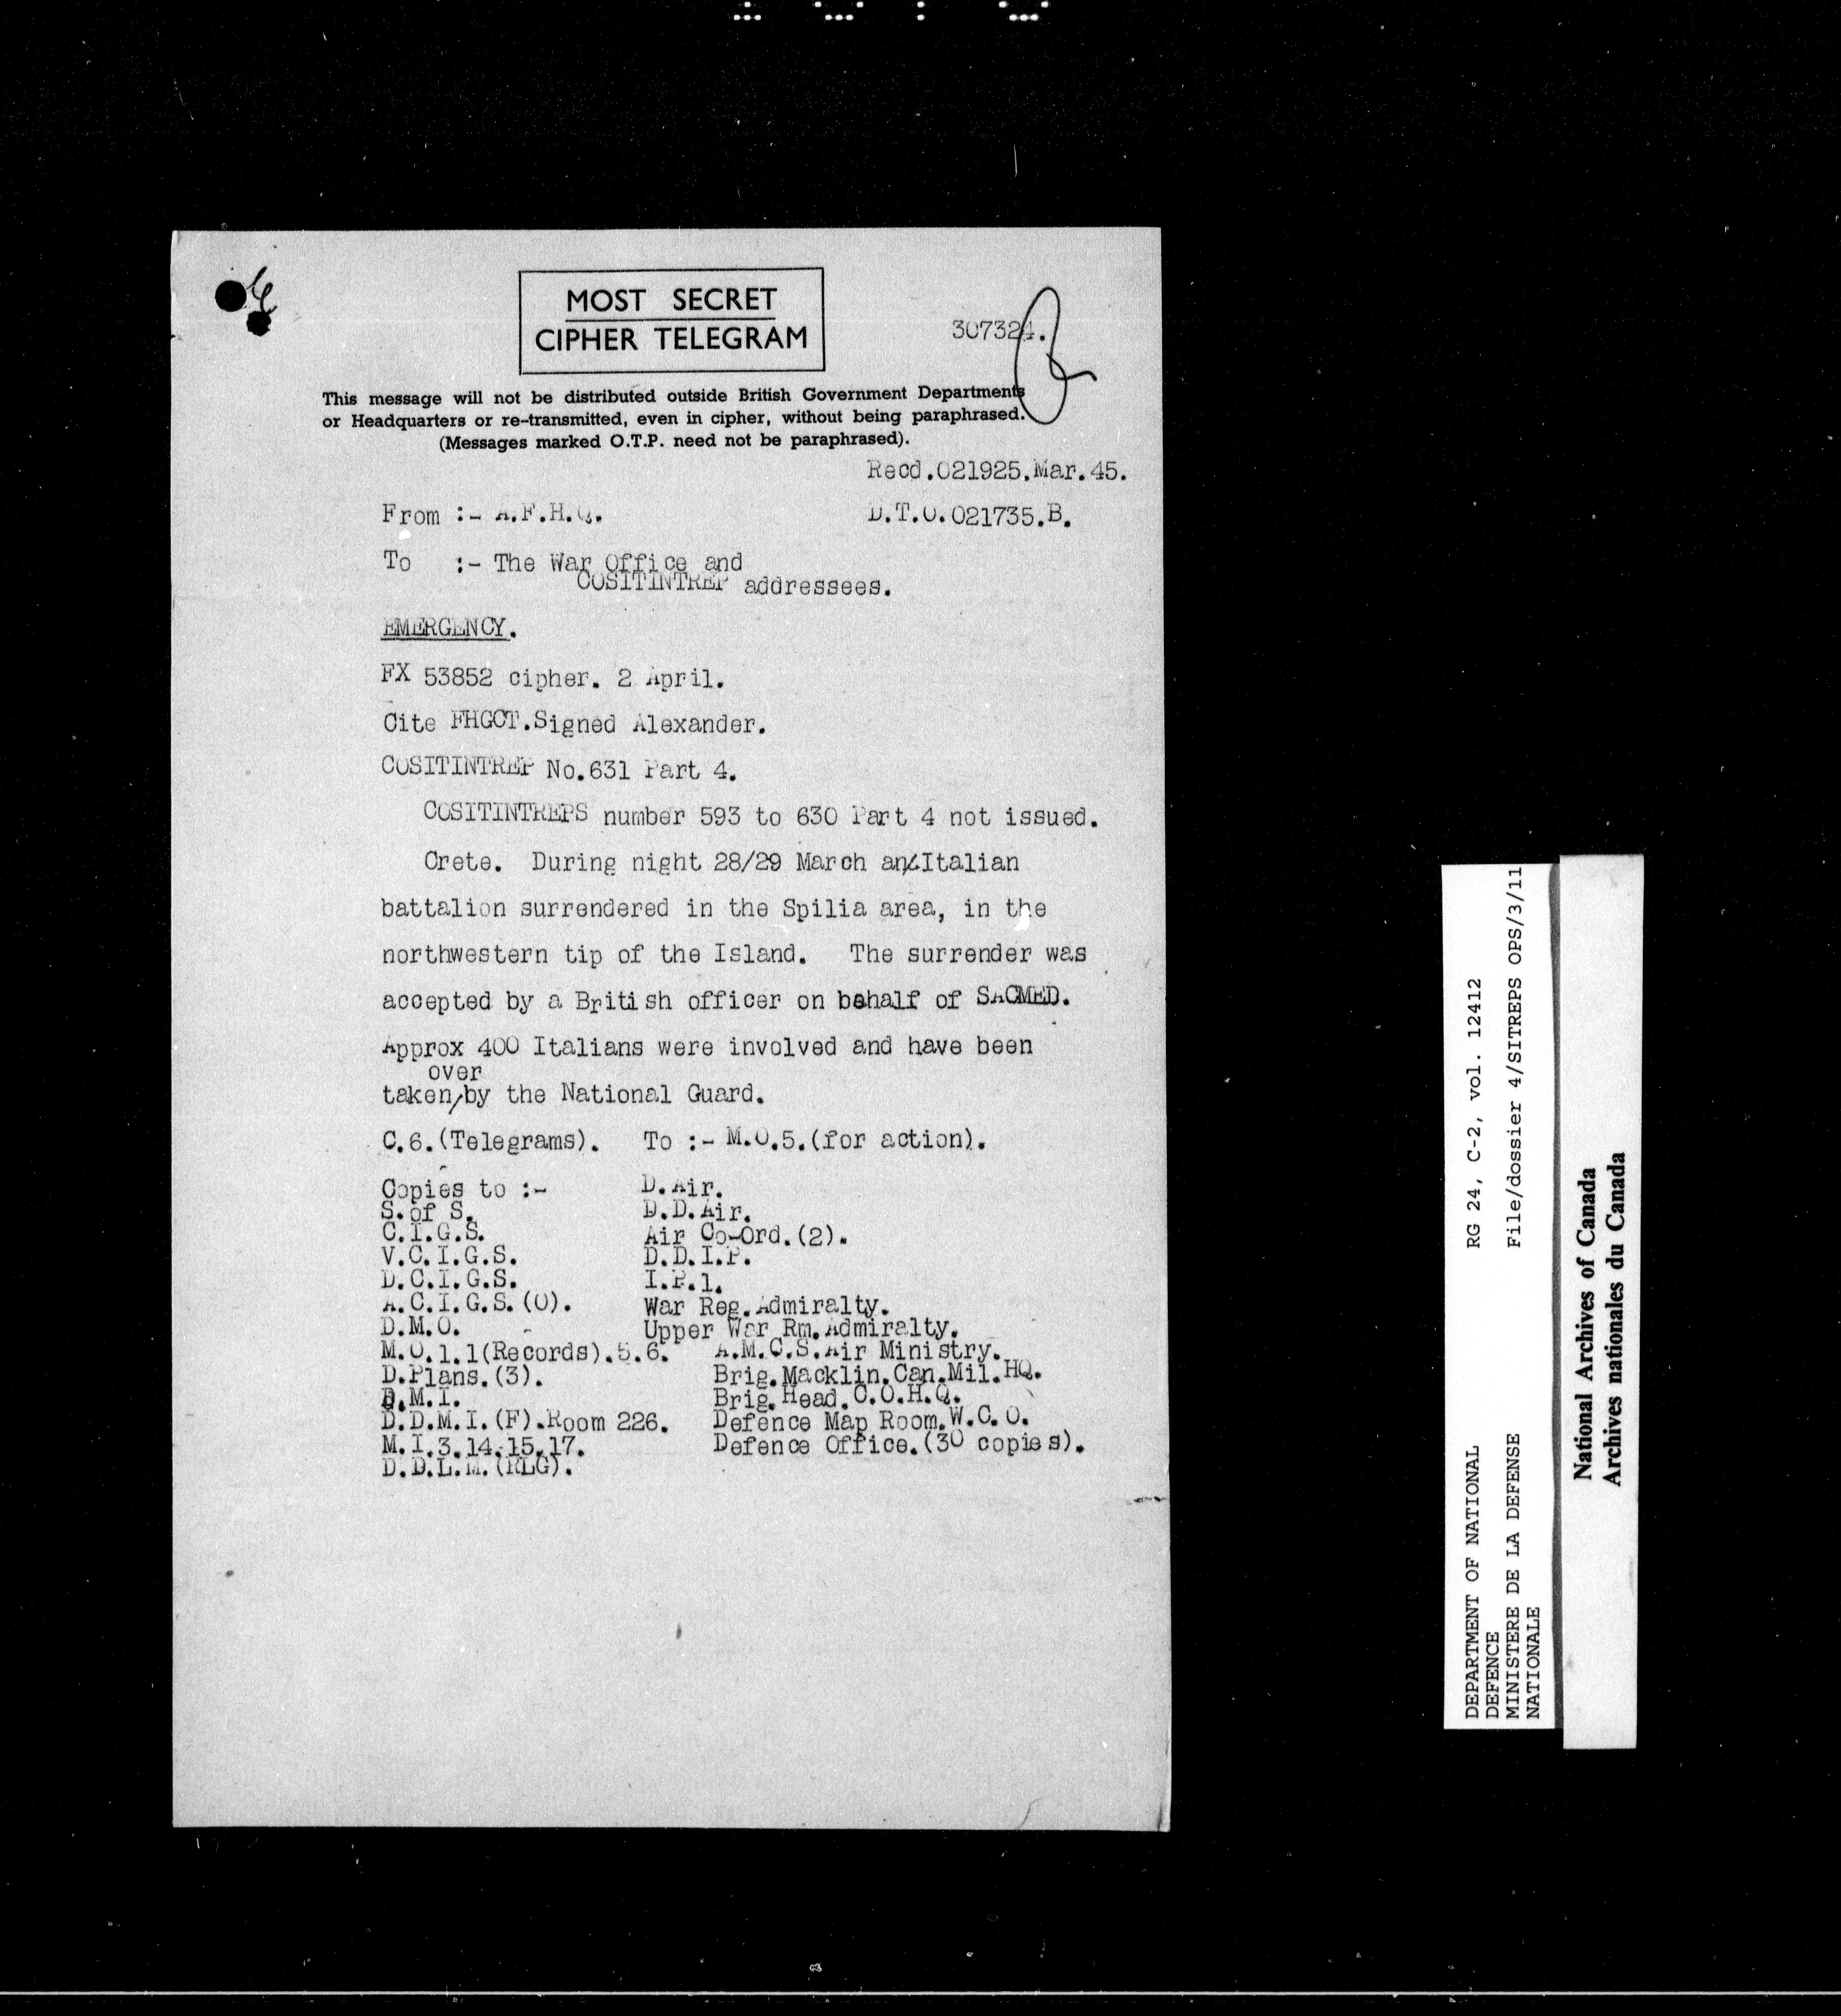 MOST SECRET
CIPHER TELEGRAM
307324.
This message will not be distributed outside British Government Departments
or Headquarters or re-transmitted, even in cipher, without being paraphrased.
(Messages marked O.T.P. need not be paraphrased).
Recd.021925.Mar.45.
From :- A.F.H.Q.
D.T.O.021735.B.
To :- The War Office and
COSITINTREP addressees.
EMERGENCY.
FX 53852 cipher. 2 April.
Cite FHGCT.Signed Alexander.
COSITINTREP No.631 Part 4.
COSITINTREPS number 593 to 630 Part 4 not issued.
Crete. During night 28/29 March an Italian
battalion surrendered in the Spilia area, in the
northwestern tip of the Island. The surrender was
accepted by a British officer on behalf of SACMED.
Approx 400 Italians were involved and have been
over
taken/by the National Guard.
C.6.(Telegrams). To :- M.O.5.(for action).
Copies to :-
S.of S.
C.I.G.S.
V.C.I.G.S.
D.C.I.G.S.
A.C.I.G.S.(O).
D.M.O.
M.O.1.1(Records).5.6.
D.Plans.(3).
D.M.I.
D.D.M.I.(F).Room 226.
M.I.3.14.15.17.
D.D.L.M.(RLG).
D.Air.
D.D.Air.
Air Co-Ord.(2).
D.D.I.P.
I.P.1.
War Reg.Admiralty.
Upper War Rm.Admiralty.
A.M.C.S.Air Ministry.
Brig.Macklin.Can.Mil.HQ.
Brig.Head.C.O.H.Q.
Defence Map Room.W.C.O.
Defence Office.(30 copies).
DEPARTMENT OF NATIONAL
DEFENCE
MINISTERE DE LA DEFENSE
NATIONALE
RG 24, C-2, vol. 12412
File/dossier 4/SITREPS OPS/3/11
National Archives of Canada
Archives nationales du Canada